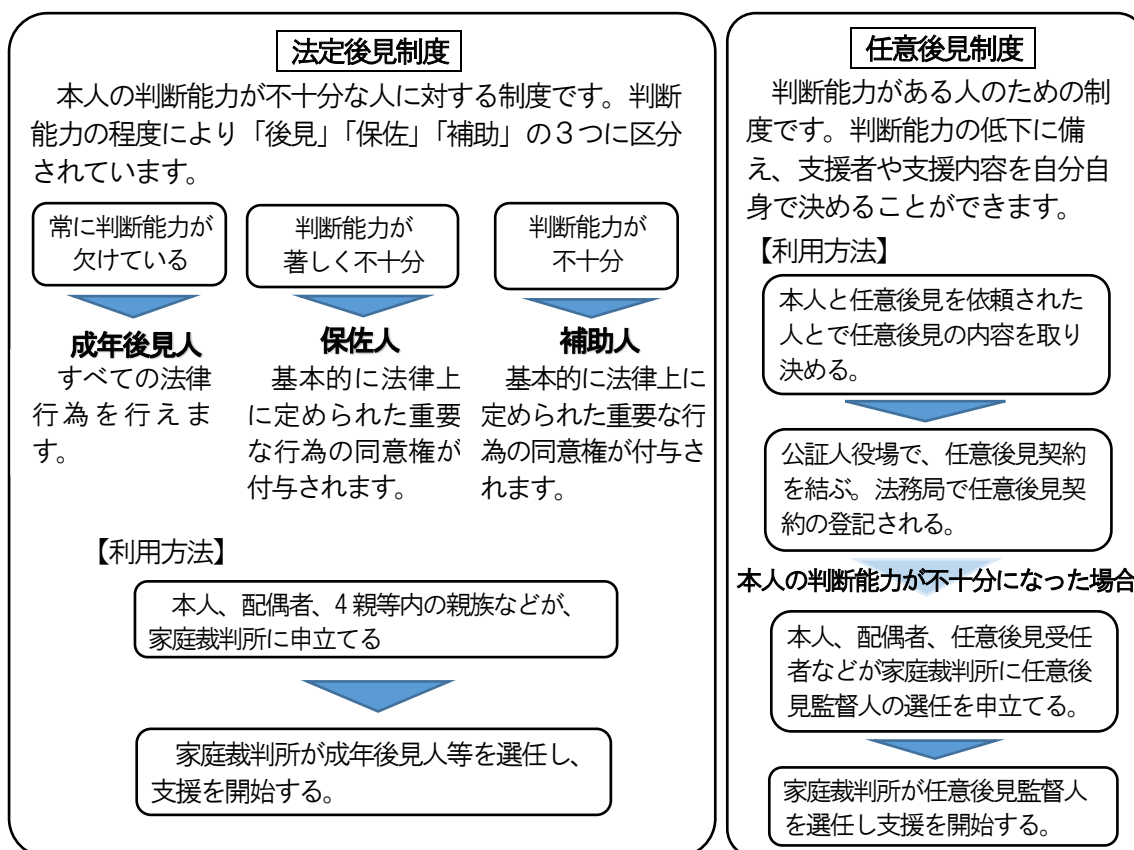 法定後見制度
本人の判断能力が不十分な人に対する制度です。判断
能力の程度により「後見」「保佐」「補助」の３つに区分
されています。
常に判断能力が
欠けている
成年後見人
すべての法律
行為を行えま
す。
判断能力が
著しく不十分
保佐人
基本的に法律上
に定められた重要
な行為の同意権が
付与されます。
判断能力が
不十分
補助人
基本的に法律上に
定められた重要な行
為の同意権が付与さ
れます。
【利用方法】
本人、配偶者、4親等内の親族などが、
家庭裁判所に申立てる
家庭裁判所が成年後見人等を選任し、
支援を開始する。
任意後見制度
判断能力がある人のための制
度です。判断能力の低下に備
え、支援者や支援内容を自分自
身で決めることができます。
【利用方法】
本人と任意後見を依頼された
人とで任意後見の内容を取り
決める。
公証人役場で、任意後見契約
を結ぶ。法務局で任意後見契
約の登記される。
本人の判断能力が不十分になった場合
本人、配偶者、任意後見受任
者などが家庭裁判所に任意後
見監督人の選任を申立てる。
家庭裁判所が任意後見監督人
を選任し支援を開始する。